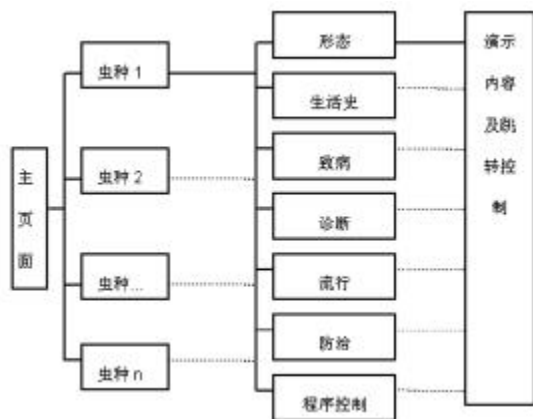 主
页
面
虫种 1
虫种 2
虫种...
虫种 n
形态
生活史
致病
诊断
流行
防治
程序控制
演示
内容
及跳
转控
制